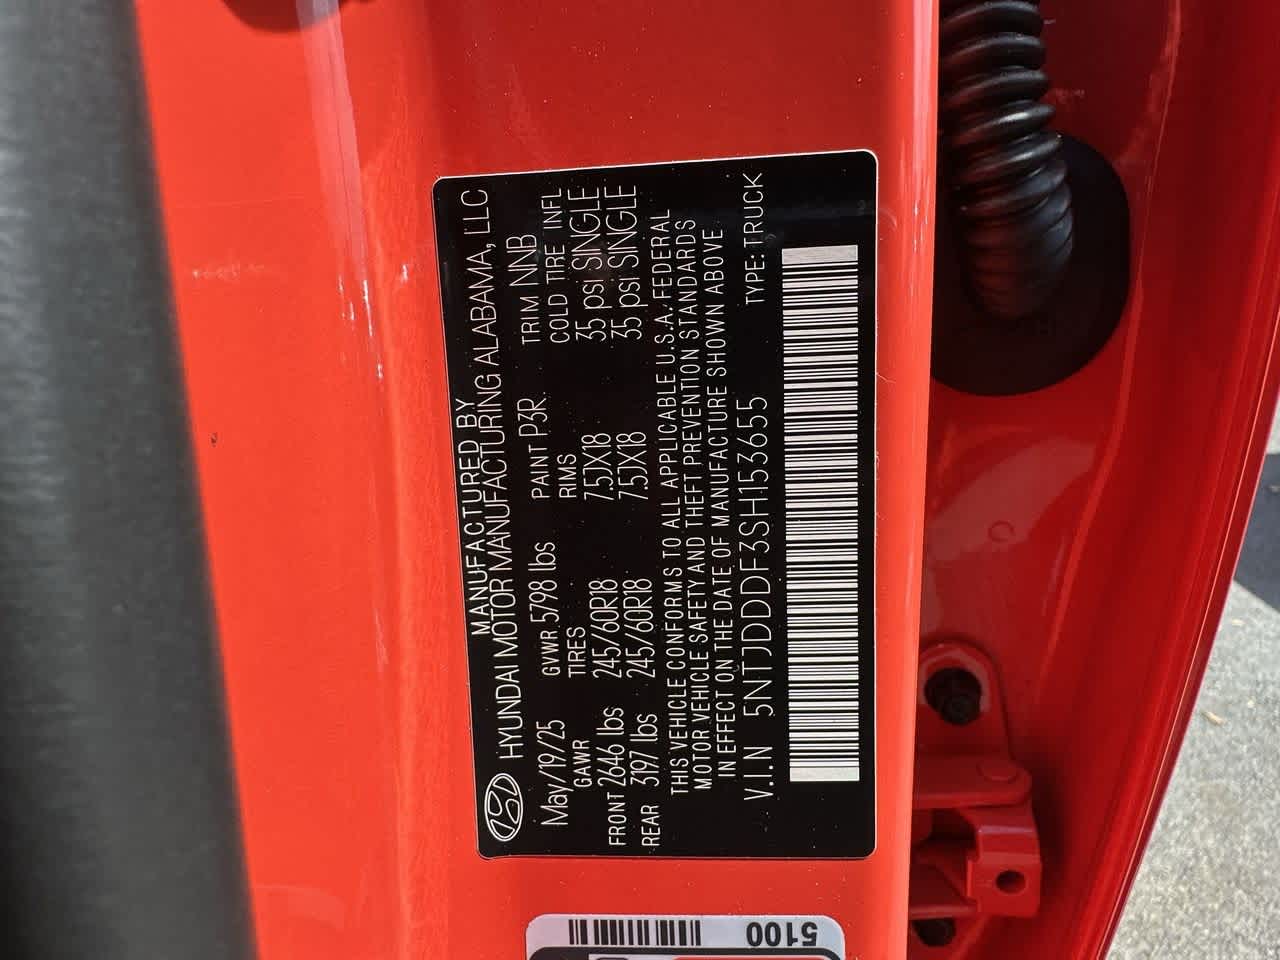 MANUFACTURED BY
HYUNDAI MOTOR MANUFACTURING ALABAMA, LLC
May/19/25 GVWR 5798 lbs PAINT P3R TRIM NNB
GAWR TIRES RIMS COLD TIRE INFL
FRONT 2646 lbs 245/60R18 7.5JX18 35 psi SINGLE
REAR 3197 lbs 245/60R18 7.5JX18 35 psi SINGLE
THIS VEHICLE CONFORMS TO ALL APPLICABLE U.S.A. FEDERAL
MOTOR VEHICLE SAFETY AND THEFT PREVENTION STANDARDS
IN EFFECT ON THE DATE OF MANUFACTURE SHOWN ABOVE.
V.I.N 5NTJDDDF3SH153655 TYPE:TRUCK
5100